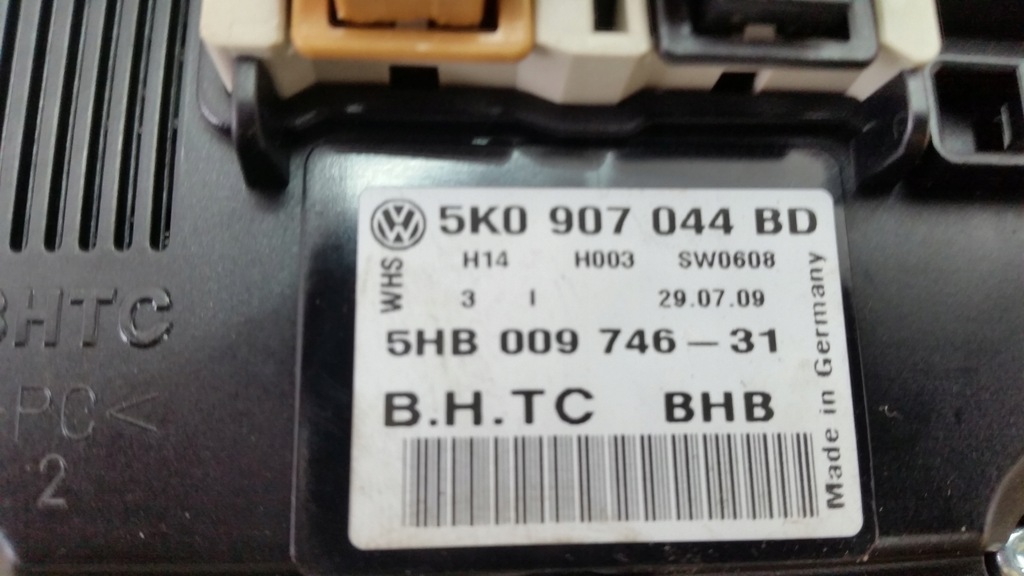 5K0 907 044 BD
H14 H003 SW0608
WHS
3 I 29.07.09
5HB 009 746 - 31
B.H.TC BHB
Made in Germany
BHTC
PC<
2